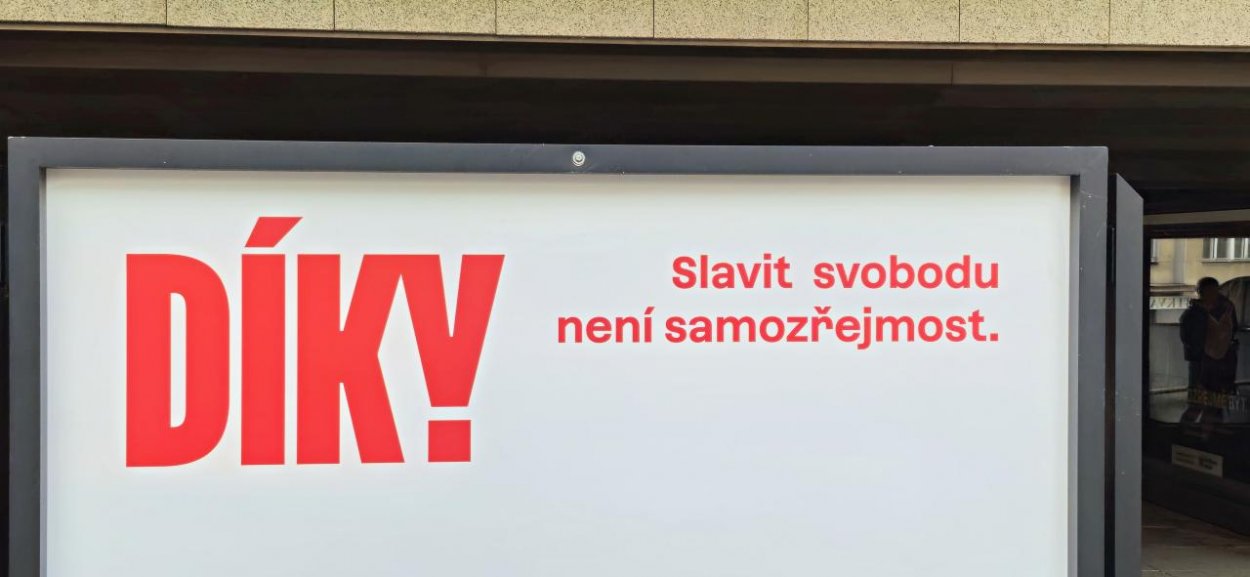 DÍKY
Slavit svobodu
není samozřejmost.